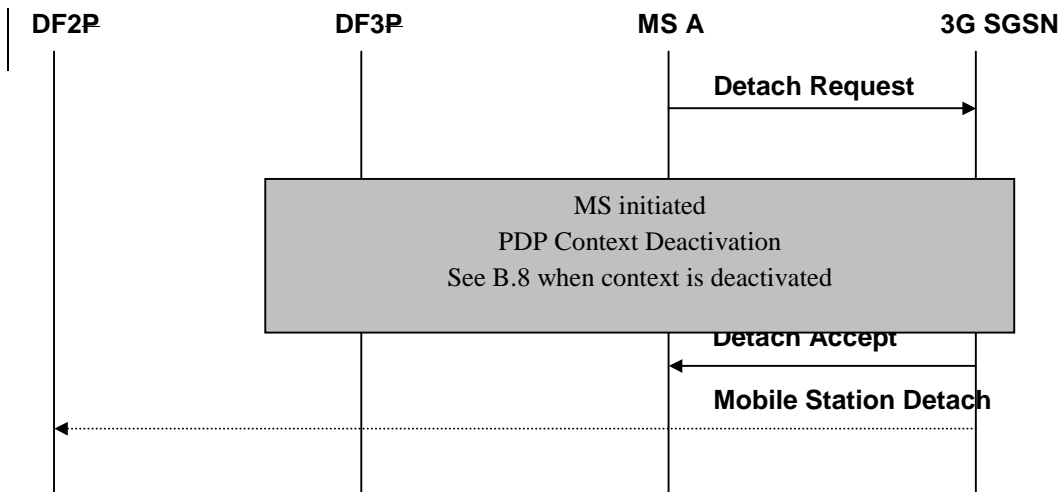 DF2P DF3P MS A 3G SGSN
Detach Request
MS initiated
PDP Context Deactivation
See B.8 when context is deactivated
Detach Accept
Mobile Station Detach